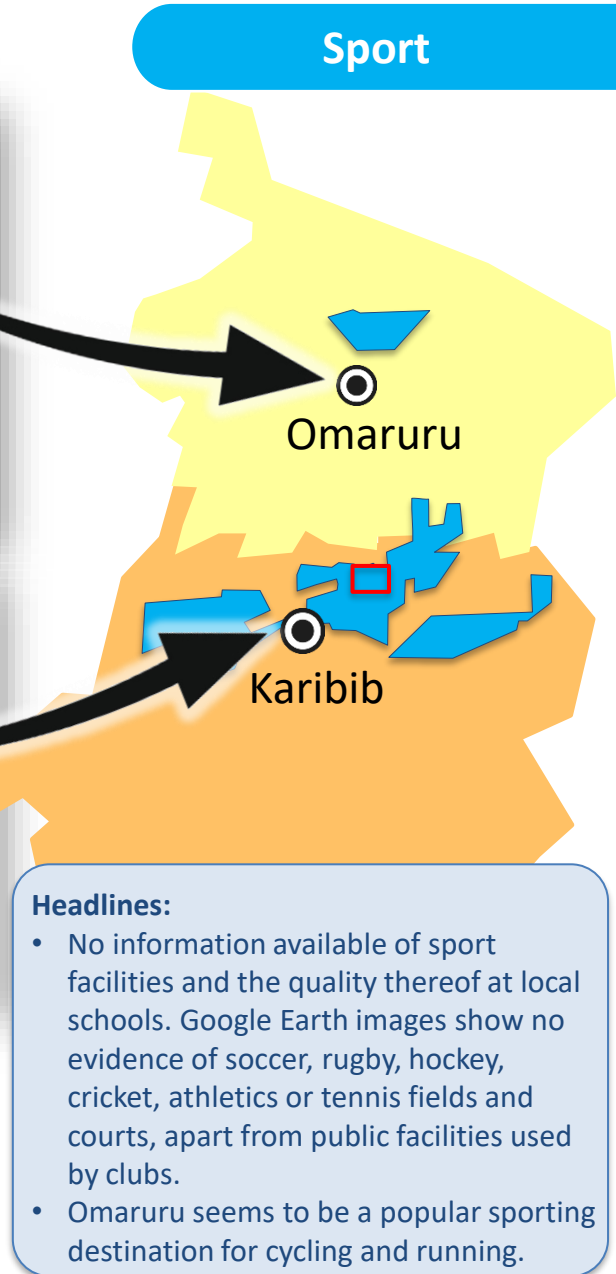 Sport
Omaruru
Karibib
Headlines:
• No information available of sport
facilities and the quality thereof at local
schools. Google Earth images show no
evidence of soccer, rugby, hockey,
cricket, athletics or tennis fields and
courts, apart from public facilities used
by clubs.
• Omaruru seems to be a popular sporting
destination for cycling and running.